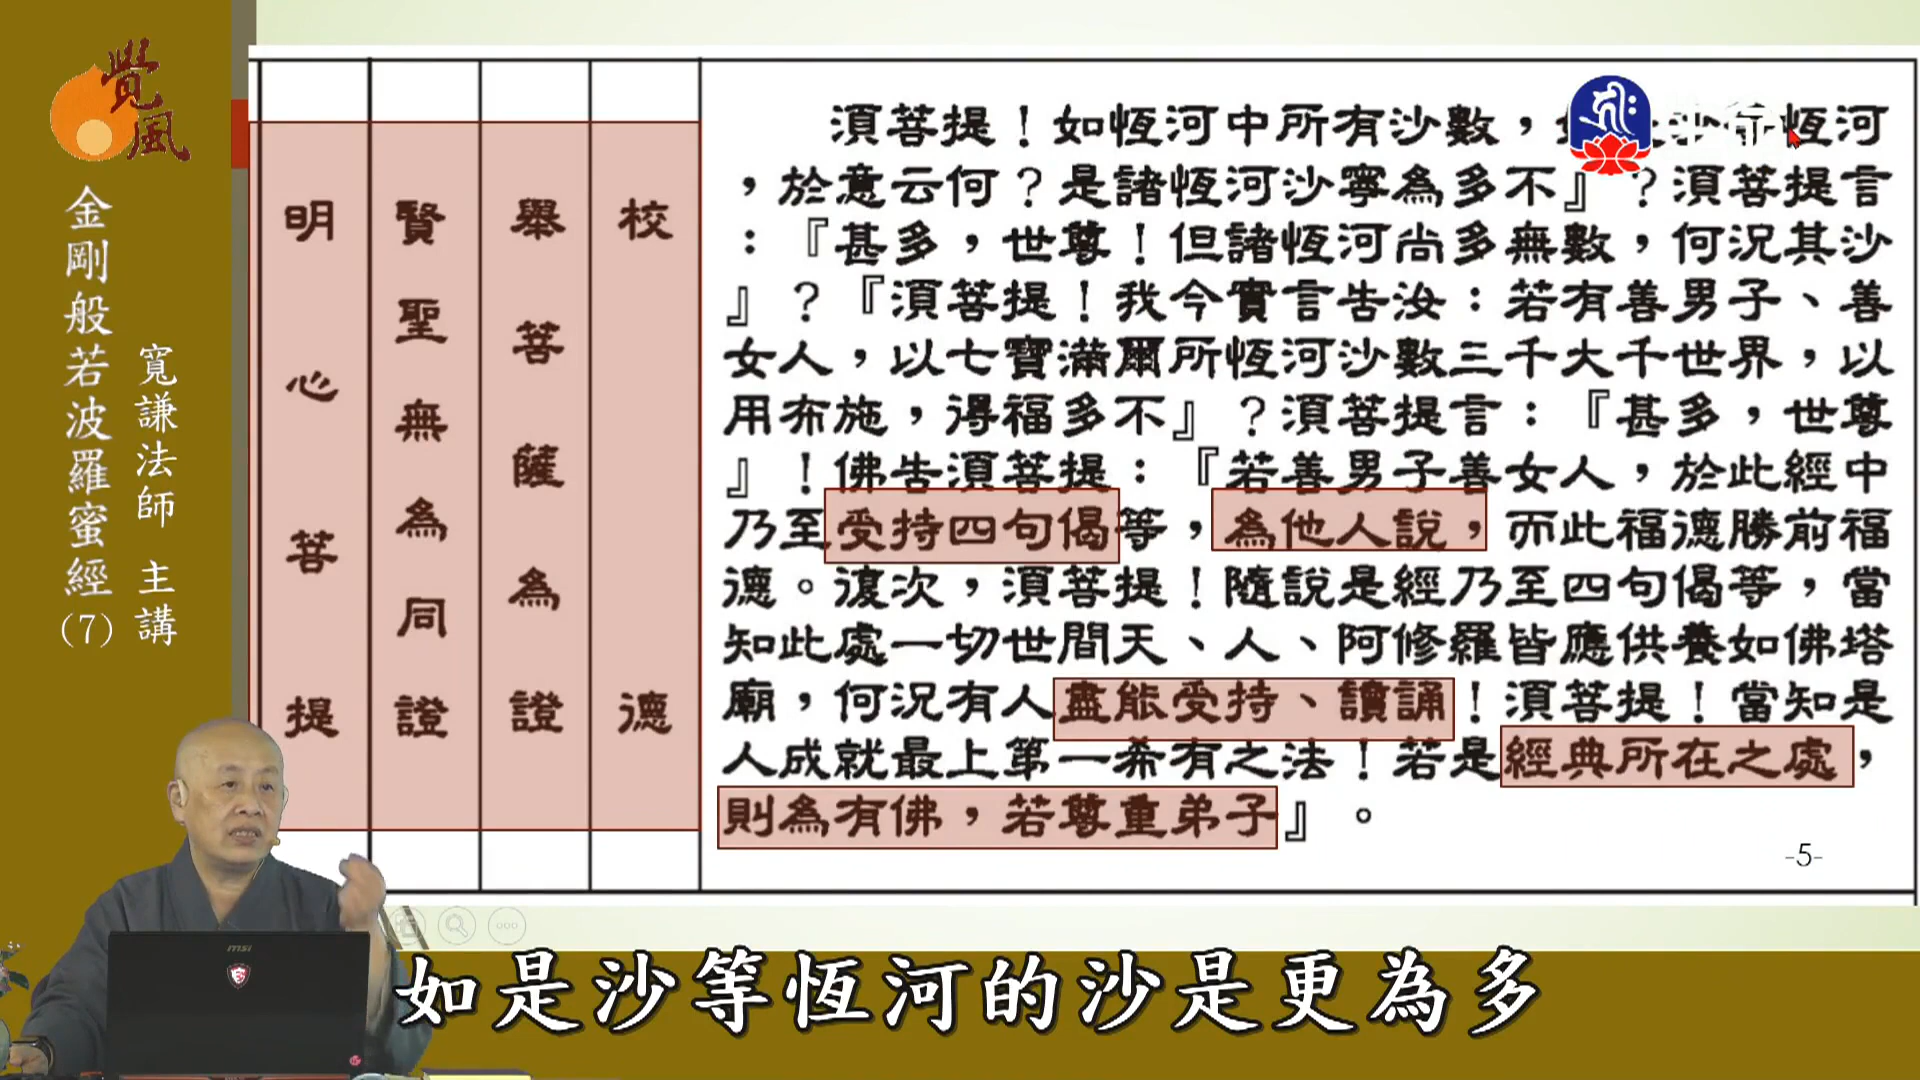 覺風
金剛般若波羅蜜經(7)
寬謙法師 主講
校德
舉菩薩為證
賢聖無為同證
明心菩提
須菩提！如恆河中所有沙數，恆河
，於意云何？是諸恆河沙寧為多不』？須菩提言
：『甚多，世尊！但諸恆河尚多無數，何況其沙
』？『須菩提！我今實言告汝：若有善男子、善
女人，以七寶滿爾所恆河沙數三千大千世界，以
用布施，得福多不』？須菩提言：『甚多，世尊
』！佛告須菩提：『若善男子善女人，於此經中
乃至受持四句偈等，為他人說，而此福德勝前福
德。復次，須菩提！隨說是經乃至四句偈等，當
知此處一切世間天、人、阿修羅皆應供養如佛塔
廟，何況有人盡能受持、讀誦！須菩提！當知是
人成就最上第一希有之法！若是經典所在之處，
則為有佛，若尊重弟子』。
-5-
msi
如是沙等恆河的沙是更為多